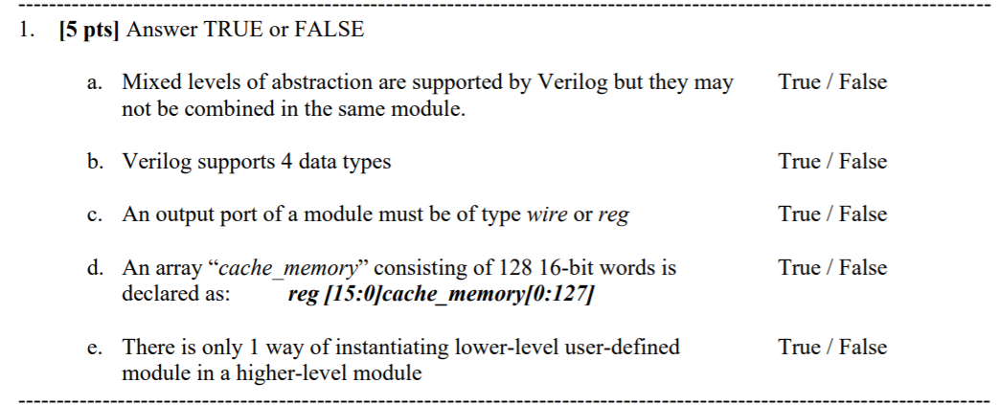 1. [5 pts] Answer TRUE or FALSE
a. Mixed levels of abstraction are supported by Verilog but they may True / False
not be combined in the same module.
b. Verilog supports 4 data types True / False
c. An output port of a module must be of type wire or reg True / False
d. An array “cache_memory” consisting of 128 16-bit words is True / False
declared as: reg [15:0]cache_memory[0:127]
e. There is only 1 way of instantiating lower-level user-defined True / False
module in a higher-level module